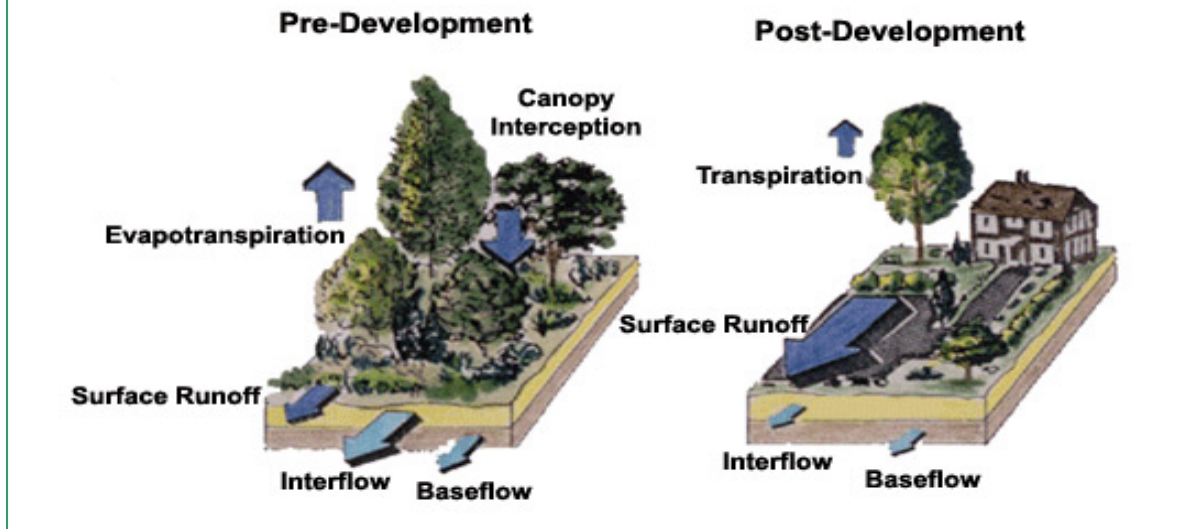 Pre-Development
Canopy
Interception
Evapotranspiration
Surface Runoff
Interflow
Baseflow
Post-Development
Transpiration
Surface Runoff
Interflow
Baseflow